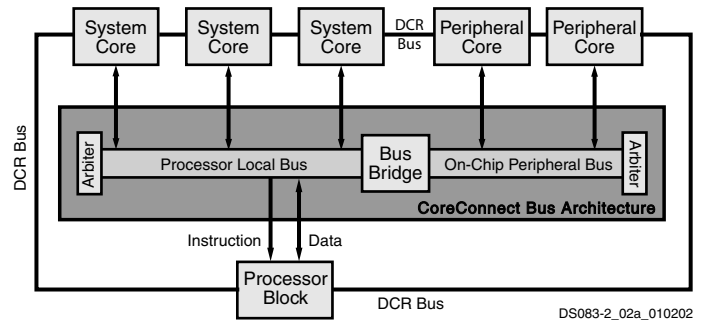 System
Core
System
Core
System
Core
DCR
Bus
Peripheral
Core
Peripheral
Core
DCR Bus
Arbiter
Processor Local Bus
Bus
Bridge
On-Chip Peripheral Bus
Arbiter
CoreConnect Bus Architecture
Instruction
Data
Processor
Block
DCR Bus
DS083-2_02a_010202